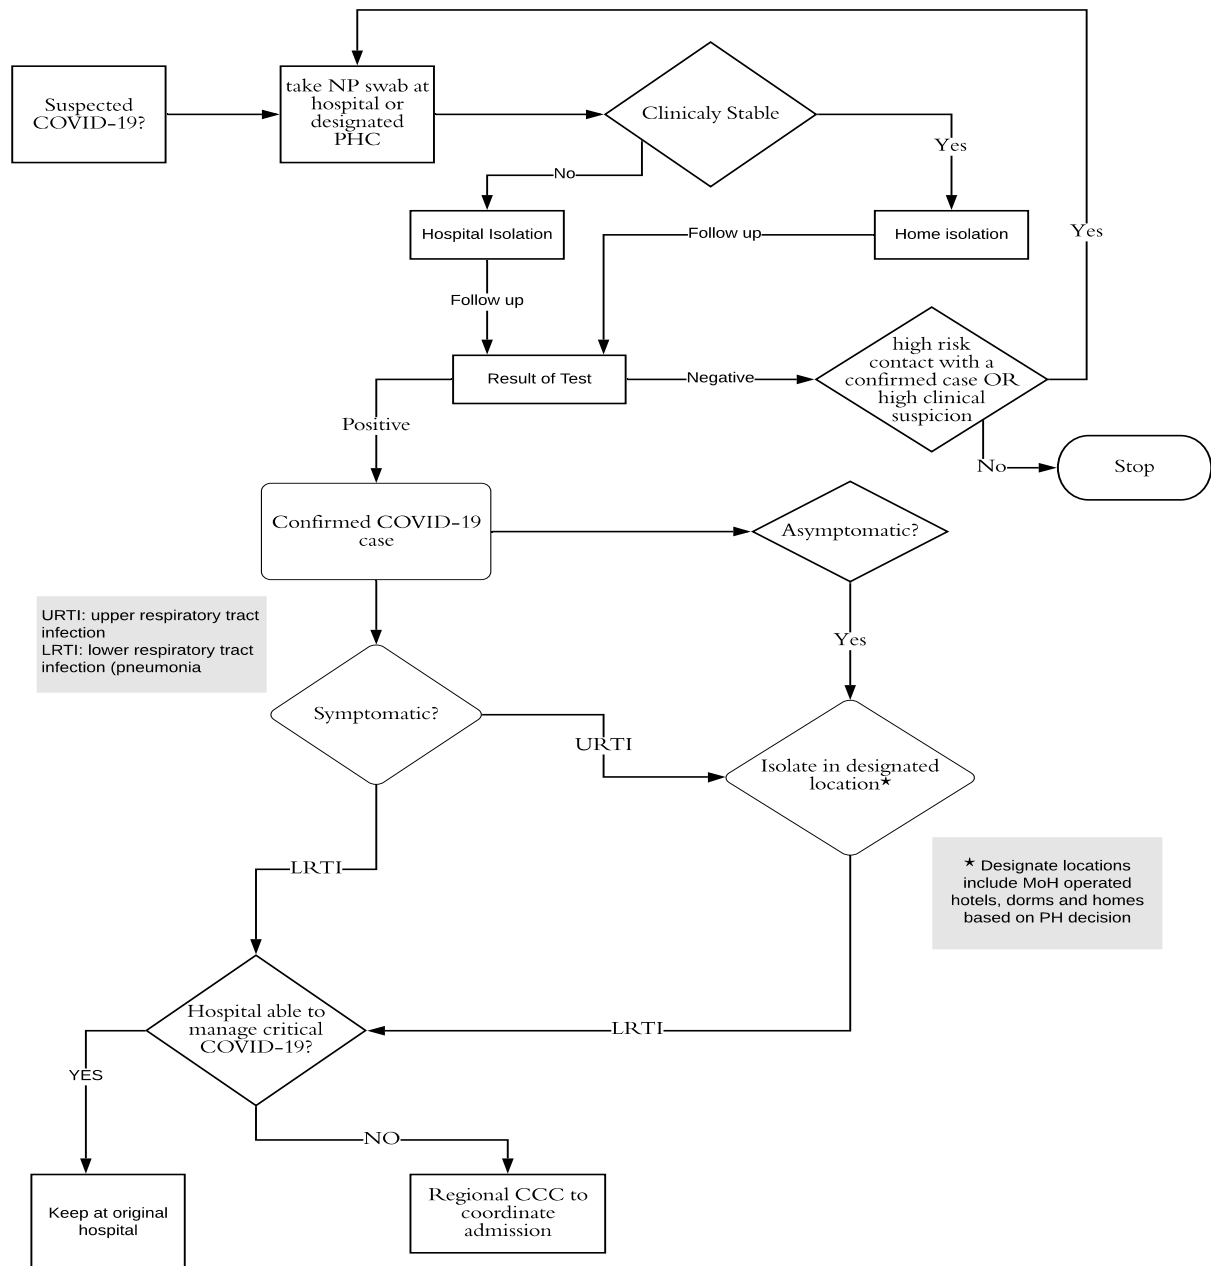 Suspected
COVID-19?
take NP swab at
hospital or
designated
PHC
Clinicaly Stable
Yes
No
Hospital Isolation
Home isolation
Follow up
Yes
Follow up
Result of Test
Negative
high risk
contact with a
confirmed case OR
high clinical
suspicion
Positive
No
Stop
Confirmed COVID-19
case
Asymptomatic?
URTI: upper respiratory tract
infection
LRTI: lower respiratory tract
infection (pneumonia
Yes
Symptomatic?
URTI
Isolate in designated
location★
LRTI
★ Designate locations
include MoH operated
hotels, dorms and homes
based on PH decision
Hospital able to
manage critical
COVID-19?
LRTI
YES
NO
Keep at original
hospital
Regional CCC to
coordinate
admission